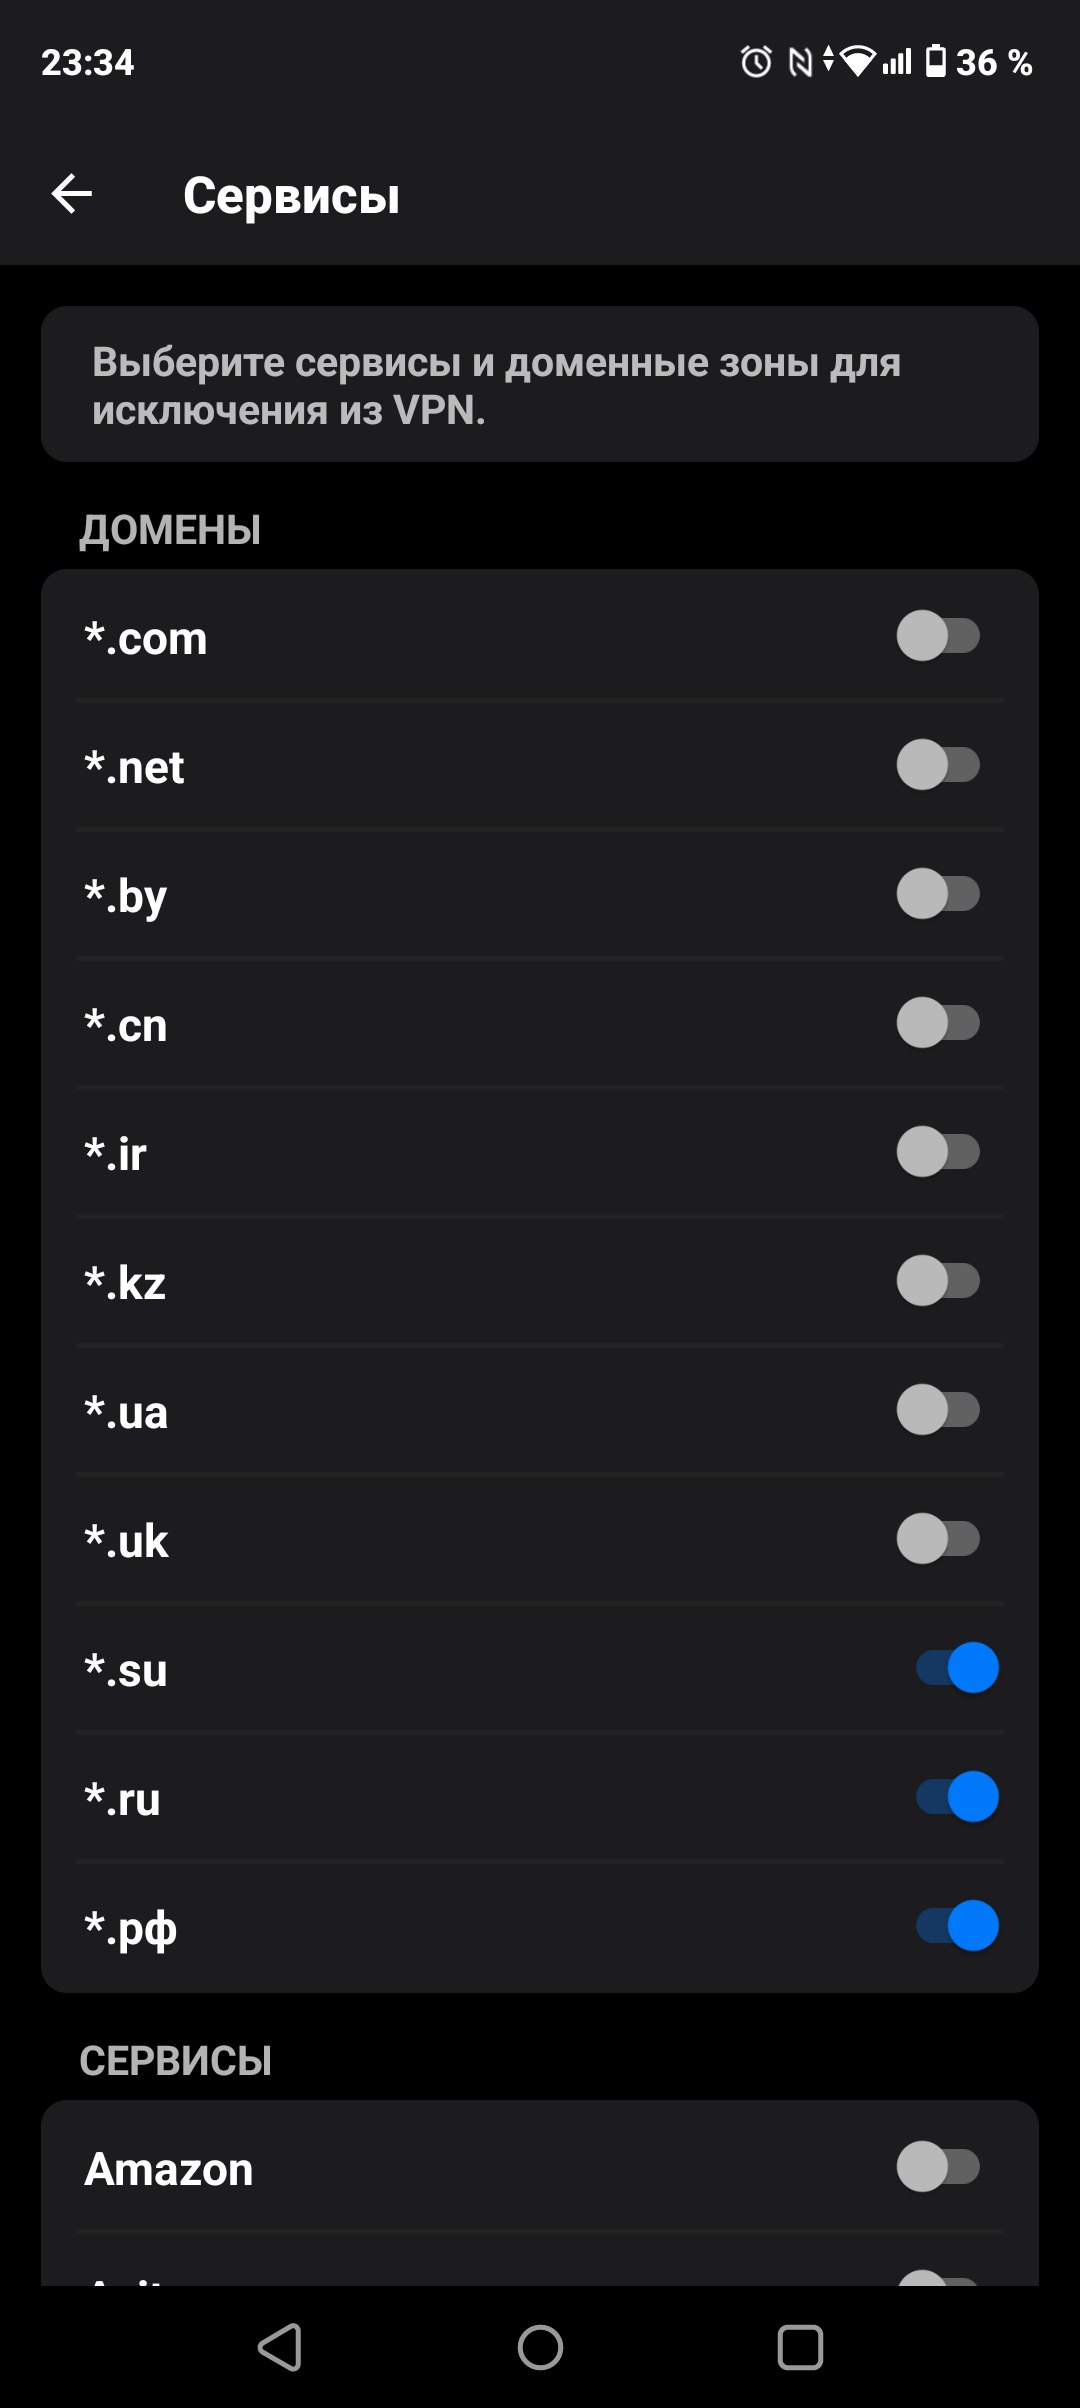 23:34
36 %
Сервисы
Выберите сервисы и доменные зоны для
исключения из VPN.
ДОМЕНЫ
*.com
*.net
*.by
*.cn
*.ir
*.kz
*.ua
*.uk
*.su
*.ru
*.рф
СЕРВИСЫ
Amazon